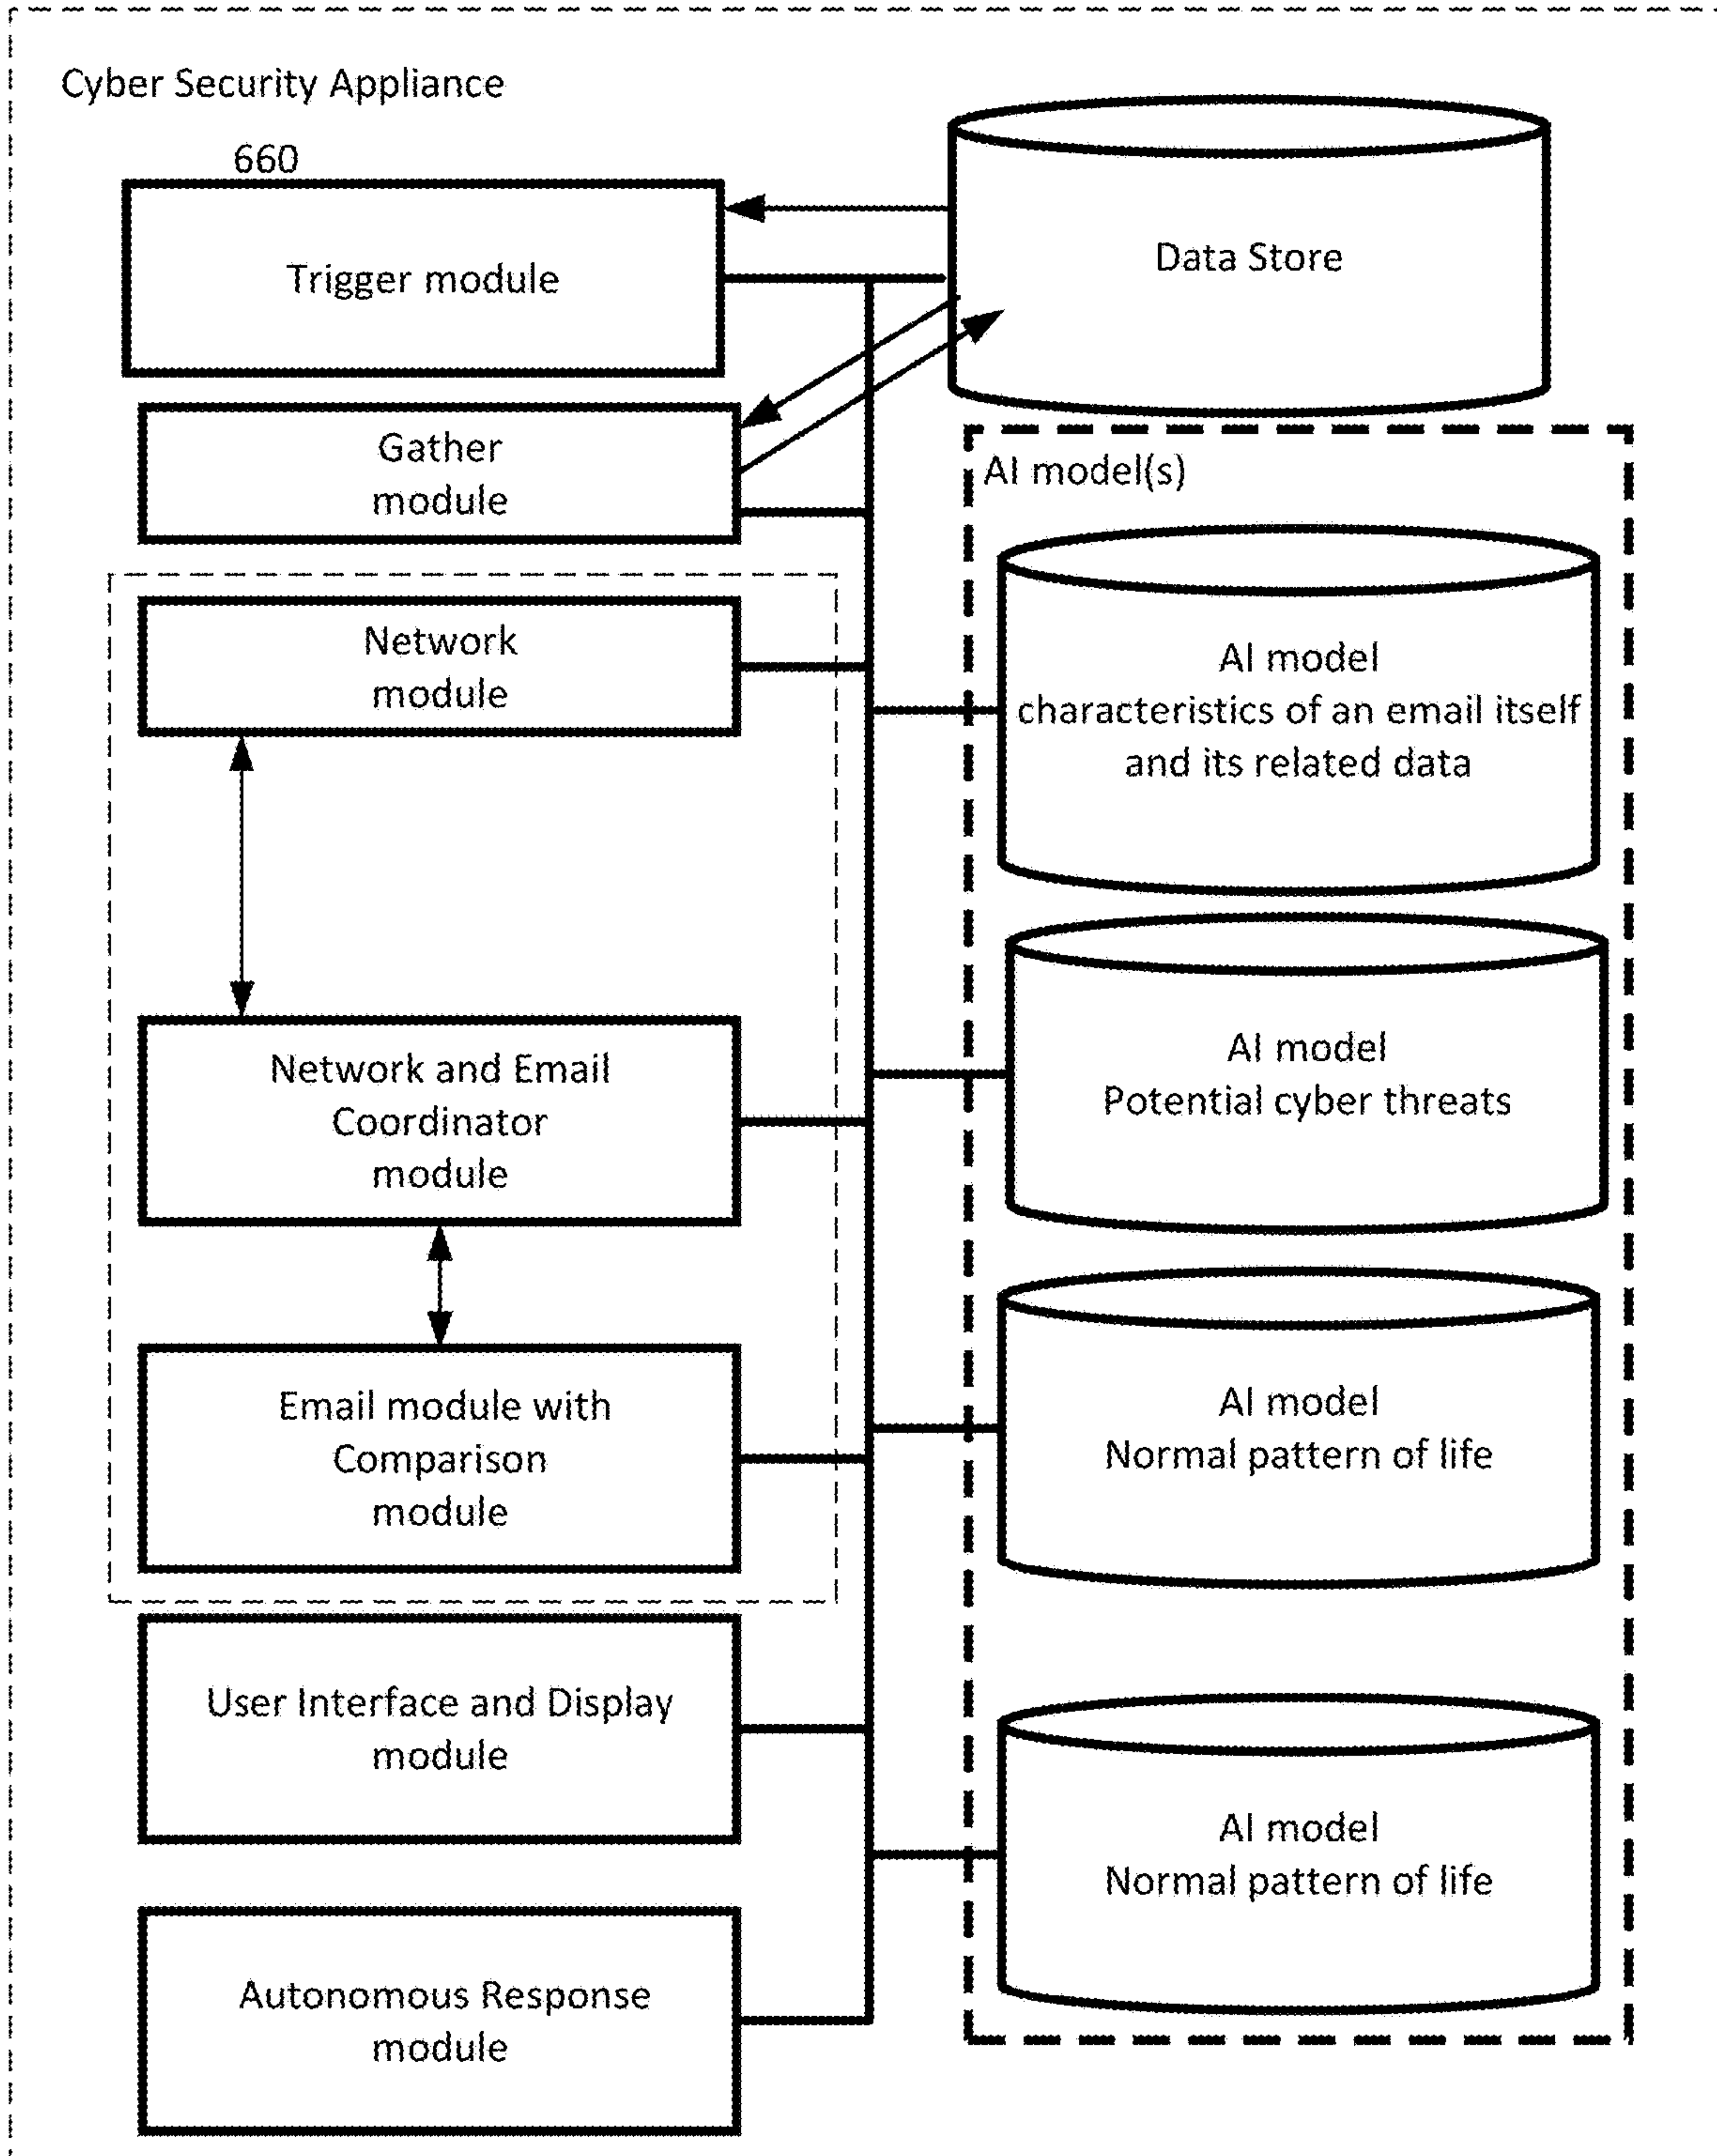 Cyber Security Appliance
660
Trigger module
Data Store
Gather
module
AI model(s)
Network
module
AI model
characteristics of an email itself
and its related data
Network and Email
Coordinator
module
AI model
Potential cyber threats
Email module with
Comparison
module
AI model
Normal pattern of life
User Interface and Display
module
AI model
Normal pattern of life
Autonomous Response
module